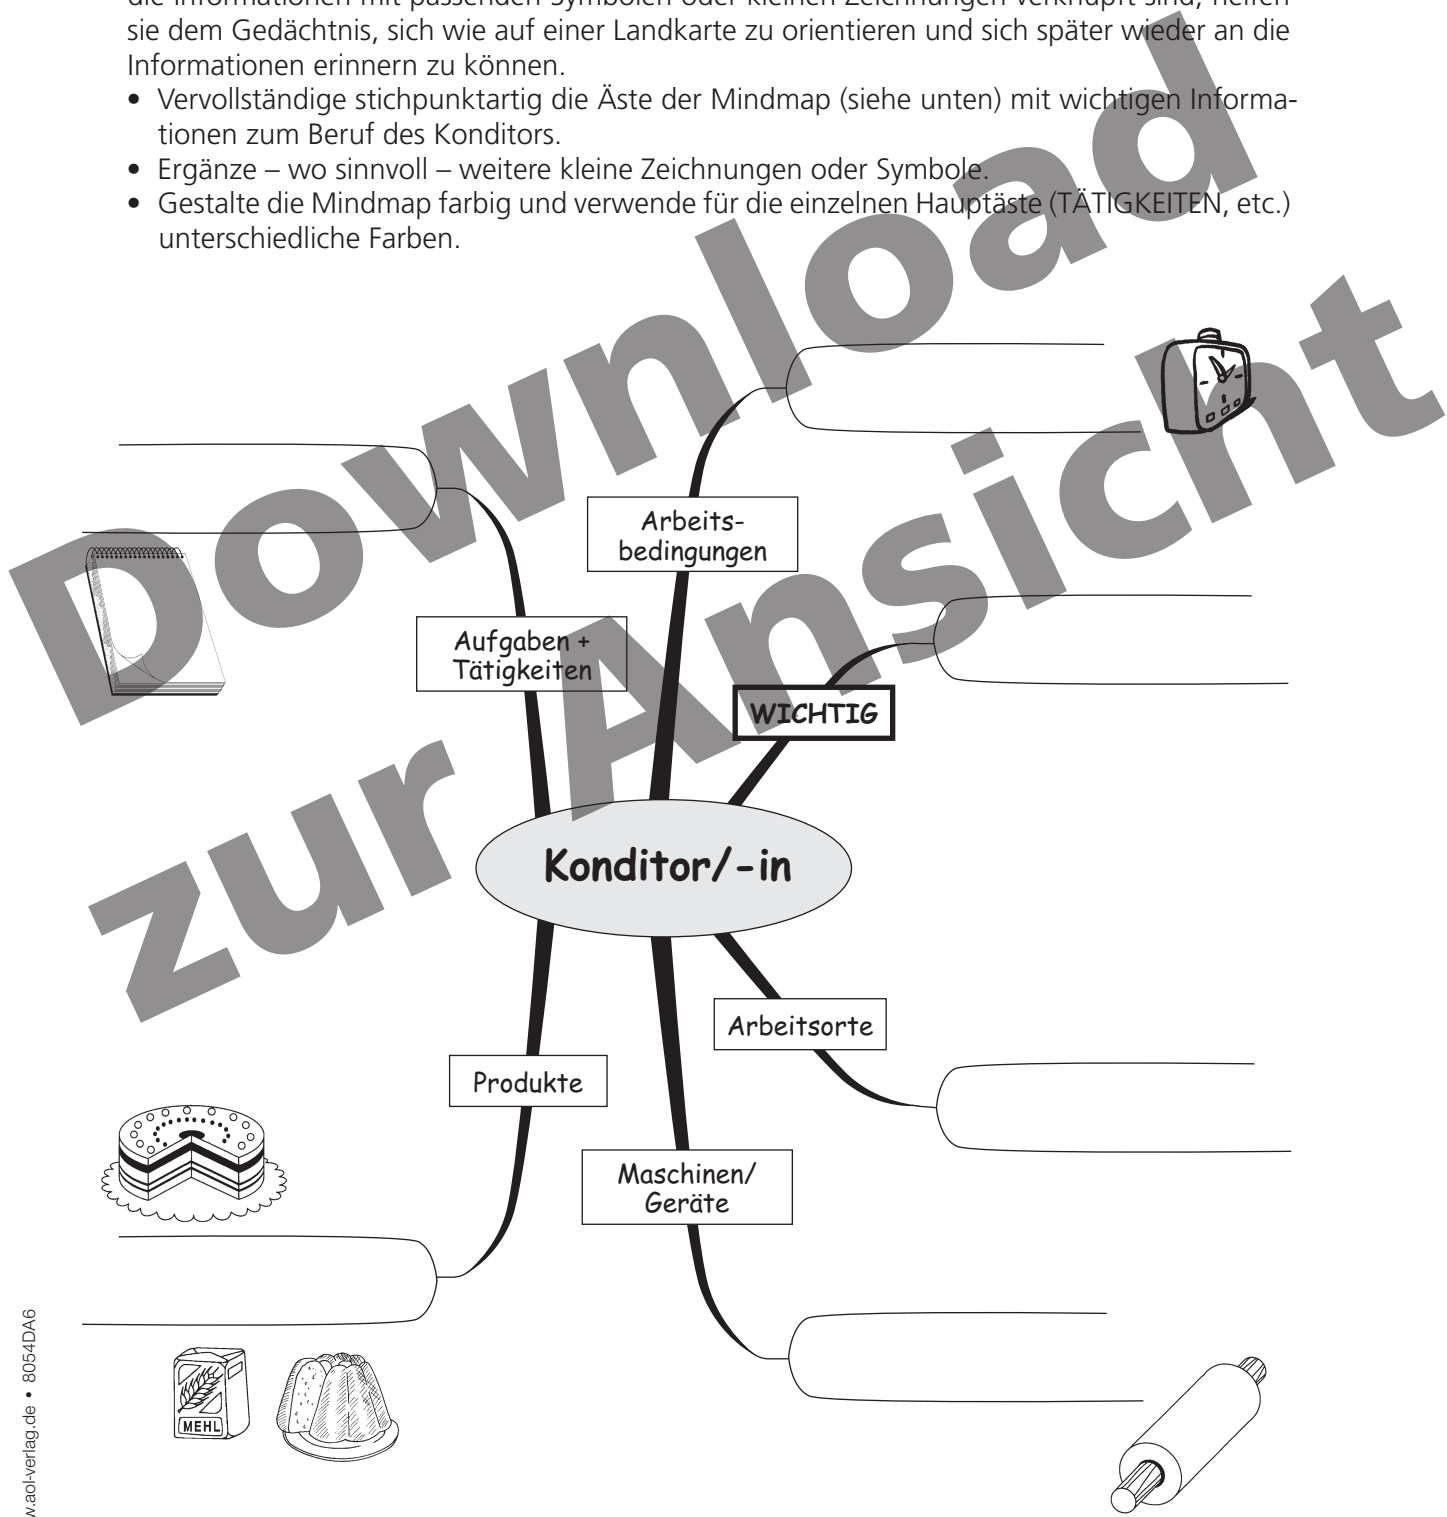 die Informationen mit passenden Symbolen oder kleinen Zeichnungen verknüpft sind, helfen
sie dem Gedächtnis, sich wie auf einer Landkarte zu orientieren und sich später wieder an die
Informationen erinnern zu können.
• Vervollständige stichpunktartig die Äste der Mindmap (siehe unten) mit wichtigen Informa-
tionen zum Beruf des Konditors.
• Ergänze – wo sinnvoll – weitere kleine Zeichnungen oder Symbole.
• Gestalte die Mindmap farbig und verwende für die einzelnen Hauptäste (TÄTIGKEITEN, etc.)
unterschiedliche Farben.
Download
zur Ansicht
Arbeits-
bedingungen
Aufgaben +
Tätigkeiten
WICHTIG
Konditor/-in
Arbeitsorte
Produkte
Maschinen/
Geräte
MEHL
w.aol-verlag.de • 8054DA6